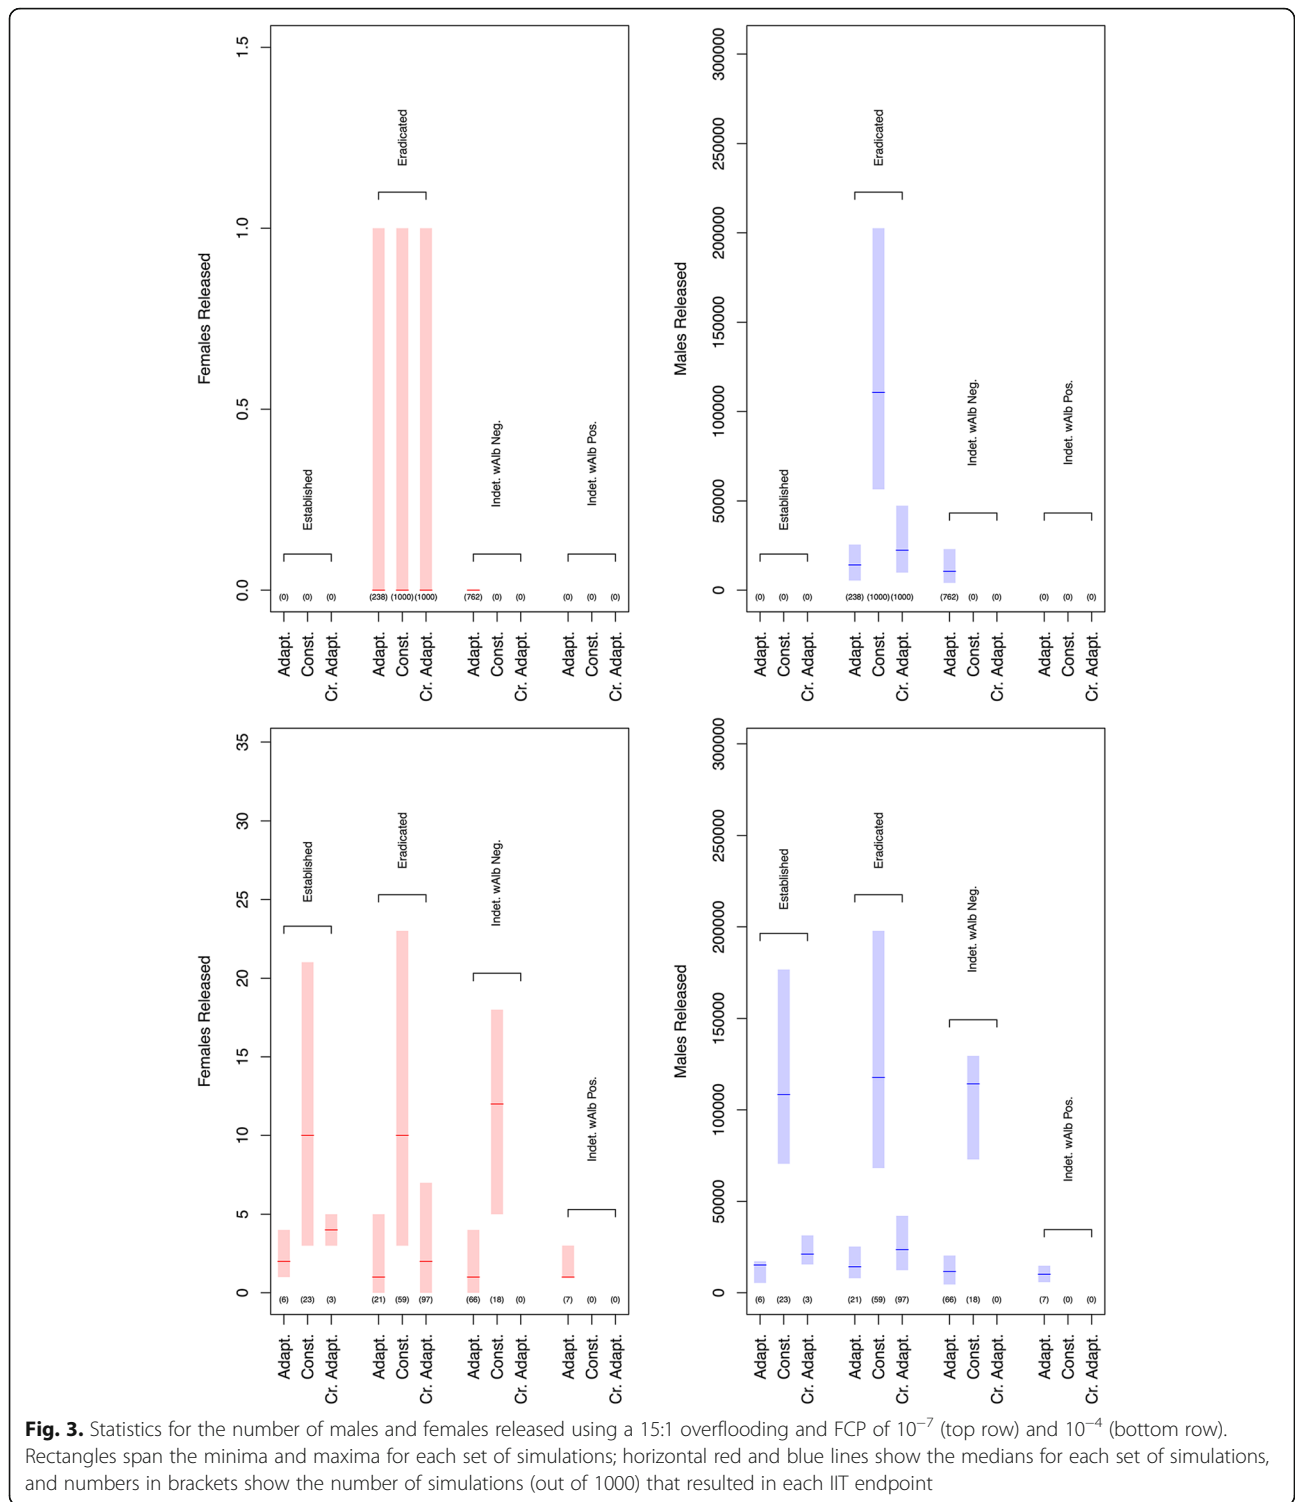 Females Released
0.0
0.5
1.0
1.5
Established
Eradicated
Indet. wAlb Neg.
Indet. wAlb Pos.
(0)
(0)
(0)
(238)
(1000)
(1000)
(762)
(0)
(0)
(0)
(0)
(0)
Adapt.
Const.
Cr. Adapt.
Adapt.
Const.
Cr. Adapt.
Adapt.
Const.
Cr. Adapt.
Adapt.
Const.
Cr. Adapt.
Males Released
0
50000
100000
150000
200000
250000
300000
Established
Eradicated
Indet. wAlb Neg.
Indet. wAlb Pos.
(0)
(0)
(0)
(238)
(1000)
(1000)
(762)
(0)
(0)
(0)
(0)
(0)
Adapt.
Const.
Cr. Adapt.
Adapt.
Const.
Cr. Adapt.
Adapt.
Const.
Cr. Adapt.
Adapt.
Const.
Cr. Adapt.
Females Released
0
5
10
15
20
25
30
35
Established
Eradicated
Indet. wAlb Neg.
Indet. wAlb Pos.
(6)
(23)
(3)
(21)
(59)
(97)
(66)
(18)
(0)
(7)
(0)
(0)
Adapt.
Const.
Cr. Adapt.
Adapt.
Const.
Cr. Adapt.
Adapt.
Const.
Cr. Adapt.
Adapt.
Const.
Cr. Adapt.
Males Released
0
50000
100000
150000
200000
250000
300000
Established
Eradicated
Indet. wAlb Neg.
Indet. wAlb Pos.
(6)
(23)
(3)
(21)
(59)
(97)
(66)
(18)
(0)
(7)
(0)
(0)
Adapt.
Const.
Cr. Adapt.
Adapt.
Const.
Cr. Adapt.
Adapt.
Const.
Cr. Adapt.
Adapt.
Const.
Cr. Adapt.
Fig. 3. Statistics for the number of males and females released using a 15:1 overflooding and FCP of 10⁻⁷ (top row) and 10⁻⁴ (bottom row).
Rectangles span the minima and maxima for each set of simulations; horizontal red and blue lines show the medians for each set of simulations,
and numbers in brackets show the number of simulations (out of 1000) that resulted in each IIT endpoint